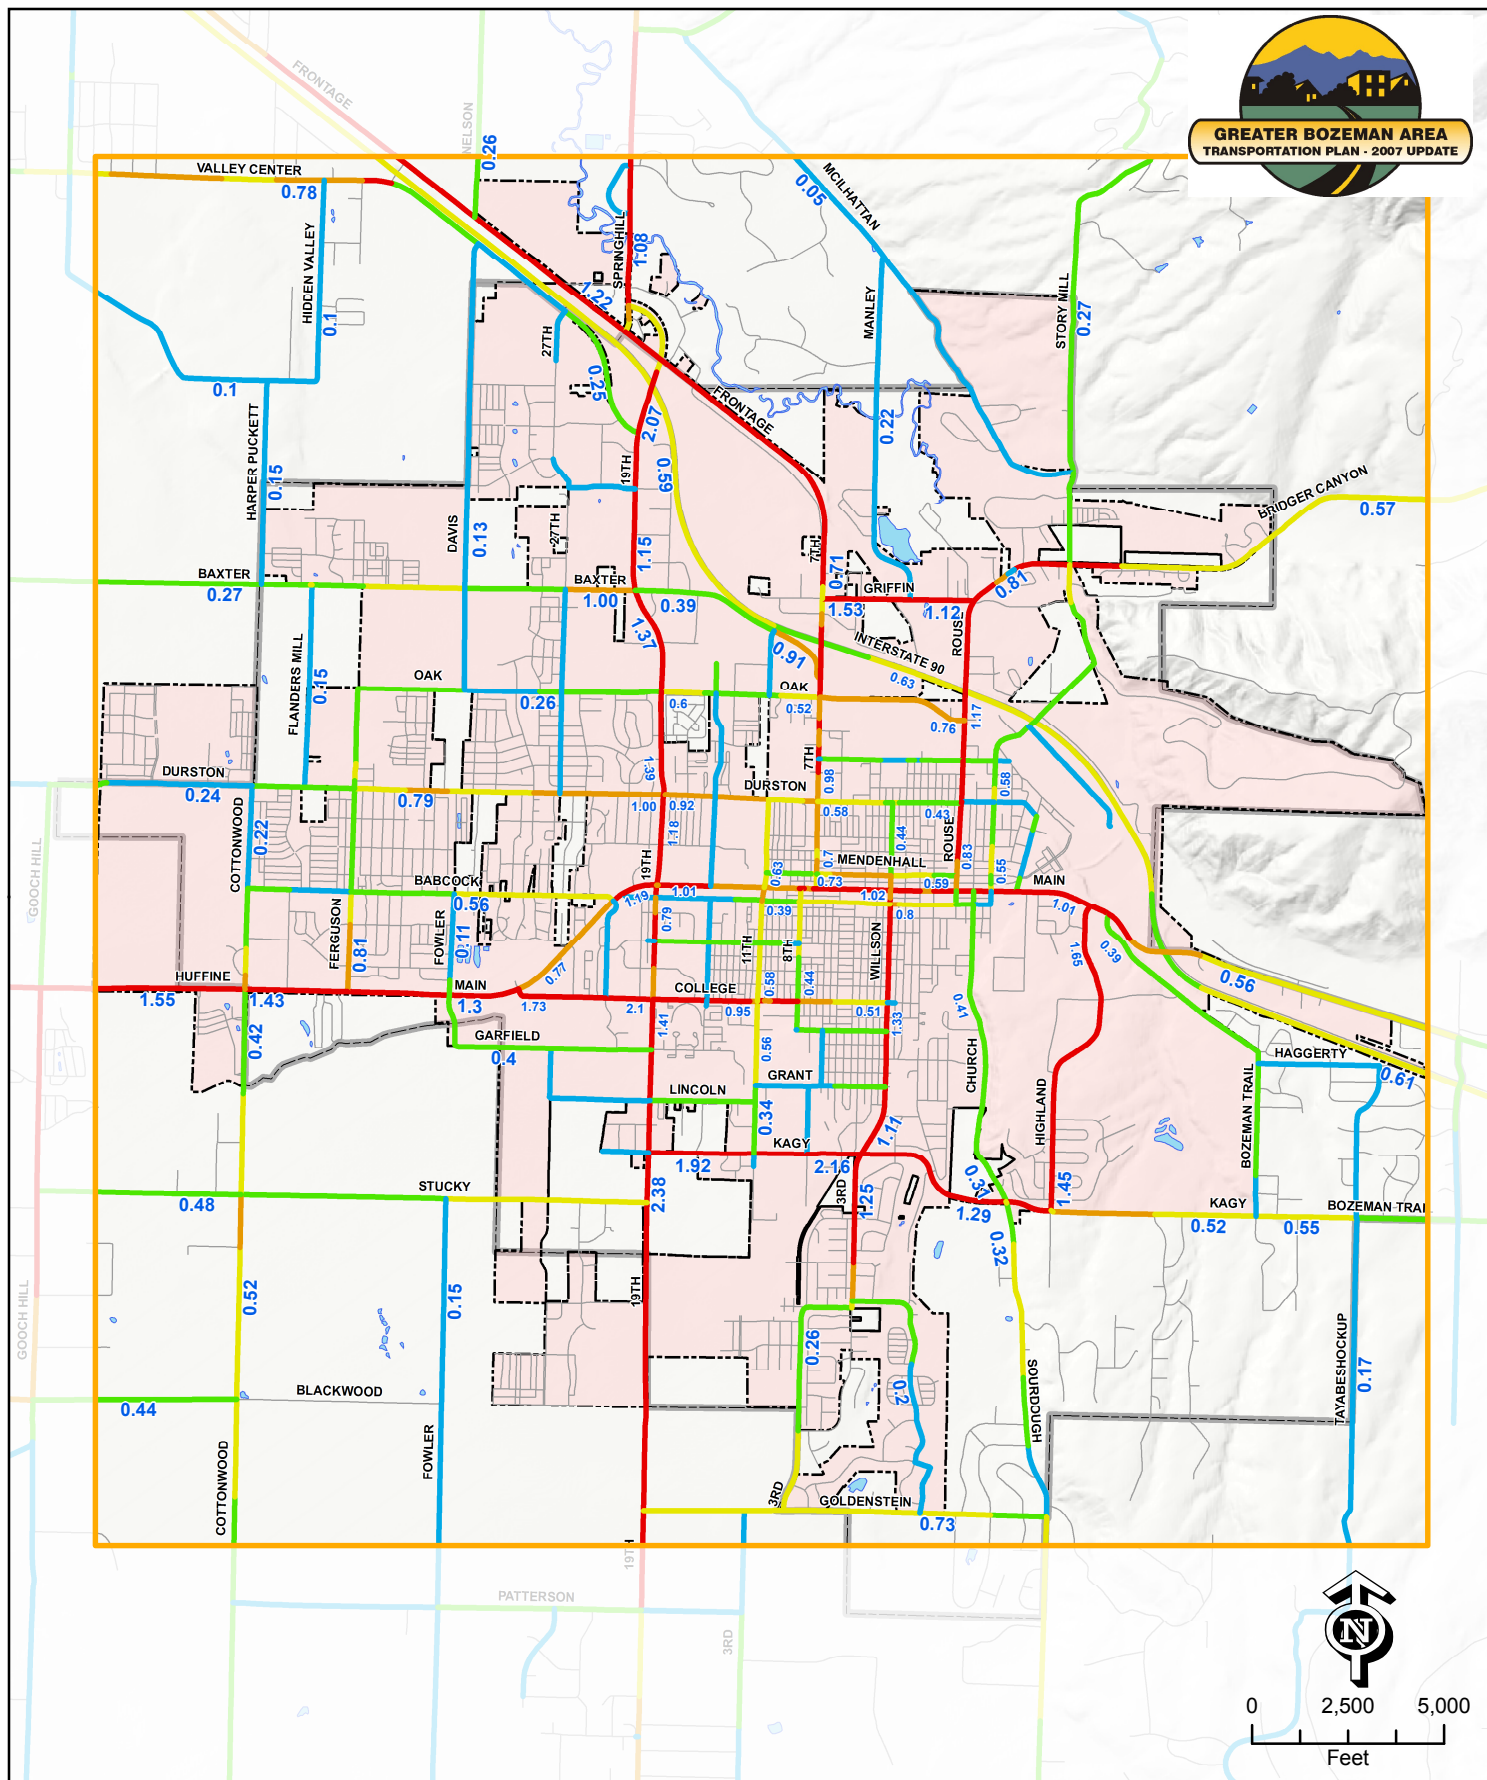 GREATER BOZEMAN AREA
TRANSPORTATION PLAN - 2007 UPDATE
FRONTAGE
NELSON
0.26
VALLEY CENTER
0.78
MCILHATTAN
0.05
HIDDEN VALLEY
0.1
SPRINGHILL
1.08
1.22
27TH
MANLEY
STORY MILL
0.27
0.1
0.25
FRONTAGE
2.07
0.22
HARPER PUCKETT
0.15
19TH
0.59
BRIDGER CANYON
0.57
DAVIS
0.13
27TH
1.15
7TH
0.71
BAXTER
0.27
BAXTER
1.00
0.39
GRIFFIN
1.53
1.12
0.81
1.37
ROUSE
FLANDERS MILL
0.15
INTERSTATE 90
0.91
0.63
OAK
0.26
0.6
OAK
0.52
0.76
1.17
DURSTON
0.24
7TH
0.98
1.39
DURSTON
0.79
1.00
0.92
0.58
0.43
0.58
COTTONWOOD
0.22
1.18
0.44
ROUSE
0.83
19TH
0.7
MENDENHALL
0.63
0.73
0.59
0.55
MAIN
BABCOCK
0.56
1.19
1.01
1.02
0.39
0.8
1.01
GOOCH HILL
FERGUSON
0.81
FOWLER
0.11
0.79
11TH
8TH
WILLSON
1.65
0.39
0.77
0.58
0.44
HUFFINE
1.55
1.43
MAIN
1.3
1.73
2.1
COLLEGE
0.95
0.51
0.56
0.42
GARFIELD
0.4
1.41
0.56
1.33
0.41
CHURCH
HAGGERTY
0.61
LINCOLN
GRANT
0.34
HIGHLAND
BOZEMAN TRAIL
KAGY
1.11
1.92
2.16
STUCKY
0.48
2.38
3RD
1.25
0.31
1.29
1.45
KAGY
0.52
0.55
BOZEMAN TRAI
0.32
GOOCH HILL
0.52
0.15
19TH
0.26
0.2
SOURDOUGH
TAYABESHOCKUP
0.17
BLACKWOOD
0.44
COTTONWOOD
FOWLER
3RD
GOLDENSTEIN
0.73
19TH
PATTERSON
3RD
N
0 2,500 5,000
Feet